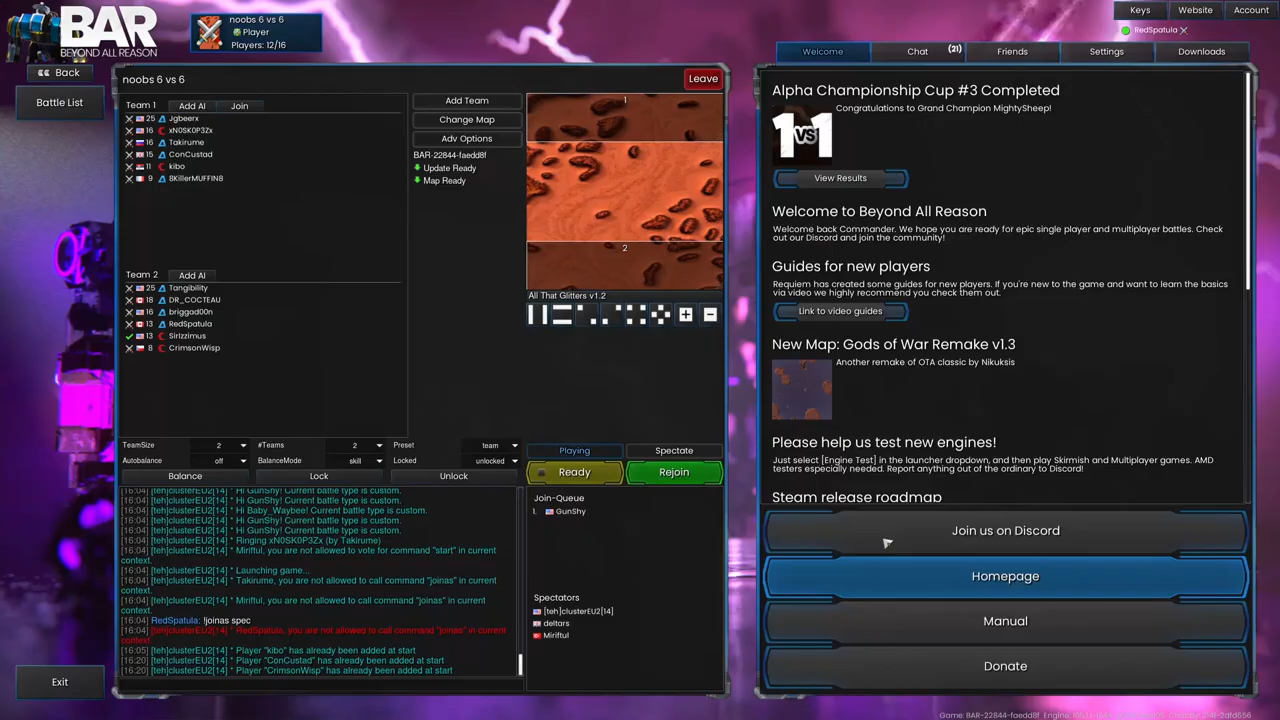 BAR
BEYOND ALL REASON
noobs 6 vs 6
Player
Players: 12/16
Keys
Website
Account
RedSpatula
Back
Battle List
Exit
noobs 6 vs 6
Leave
Team 1
Add AI
Join
25 Jgbeerx
16 xN0SK0P3Zx
16 Takirume
15 ConCustad
11 kibo
9 8KillerMUFFIN8
Team 2
Add AI
25 Tangibility
18 DR_COCTEAU
16 briggad00n
13 RedSpatula
13 SirIzzimus
8 CrimsonWisp
Add Team
Change Map
Adv Options
BAR-22844-faedd8f
Update Ready
Map Ready
1
2
All That Glitters v1.2
TeamSize 2
#Teams 2
Preset team
Autobalance off
BalanceMode skill
Locked unlocked
Balance
Lock
Unlock
Playing
Spectate
Ready
Rejoin
[16:04] [teh]clusterEU2[14] * Hi GunShy! Current battle type is custom.
[16:04] [teh]clusterEU2[14] * Hi GunShy! Current battle type is custom.
[16:04] [teh]clusterEU2[14] * Hi Baby_Waybee! Current battle type is custom.
[16:04] [teh]clusterEU2[14] * Hi GunShy! Current battle type is custom.
[16:04] [teh]clusterEU2[14] * Hi GunShy! Current battle type is custom.
[16:04] [teh]clusterEU2[14] * Ringing xN0SK0P3Zx (by Takirume)
[16:04] [teh]clusterEU2[14] * Miriftul, you are not allowed to vote for command "start" in current
context.
[16:04] [teh]clusterEU2[14] * Launching game...
[16:04] [teh]clusterEU2[14] * Takirume, you are not allowed to call command "joinas" in current
context.
[16:04] [teh]clusterEU2[14] * Miriftul, you are not allowed to call command "joinas" in current
context.
[16:04] RedSpatula: !joinas spec
[16:04] [teh]clusterEU2[14] * RedSpatula, you are not allowed to call command "joinas" in current
context.
[16:05] [teh]clusterEU2[14] * Player "kibo" has already been added at start
[16:20] [teh]clusterEU2[14] * Player "ConCustad" has already been added at start
[16:20] [teh]clusterEU2[14] * Player "CrimsonWisp" has already been added at start
Join-Queue
1. GunShy
Spectators
[teh]clusterEU2[14]
deltars
Miriftul
Welcome
Chat (21)
Friends
Settings
Downloads
Alpha Championship Cup #3 Completed
Congratulations to Grand Champion MightySheep!
1 VS 1
View Results
Welcome to Beyond All Reason
Welcome back Commander. We hope you are ready for epic single player and multiplayer battles. Check
out our Discord and join the community!
Guides for new players
Requiem has created some guides for new players. If you're new to the game and want to learn the basics
via video we highly recommend you check them out.
Link to video guides
New Map: Gods of War Remake v1.3
Another remake of OTA classic by Nikuksis
Please help us test new engines!
Just select [Engine Test] in the launcher dropdown, and then play Skirmish and Multiplayer games. AMD
testers especially needed. Report anything out of the ordinary to Discord!
Steam release roadmap
Join us on Discord
Homepage
Manual
Donate
Game: BAR-22844-faedd8f,